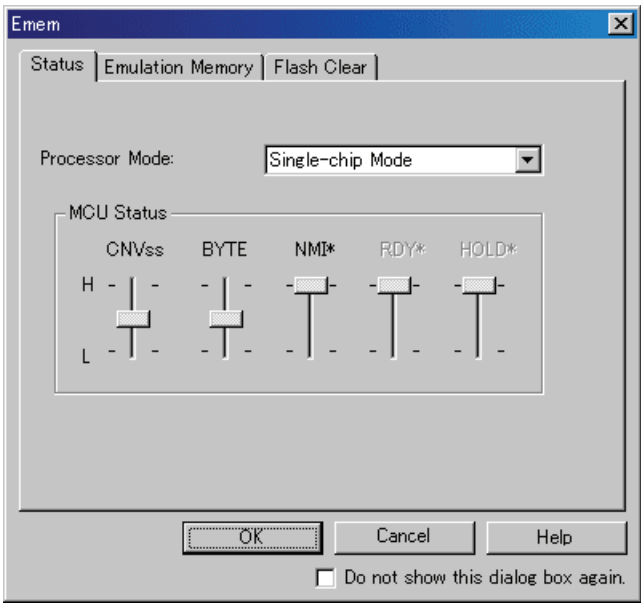 Emem
Status Emulation Memory Flash Clear
Processor Mode: Single-chip Mode
MCU Status
CNVss BYTE NMI* RDY* HOLD*
H
L
OK Cancel Help
Do not show this dialog box again.